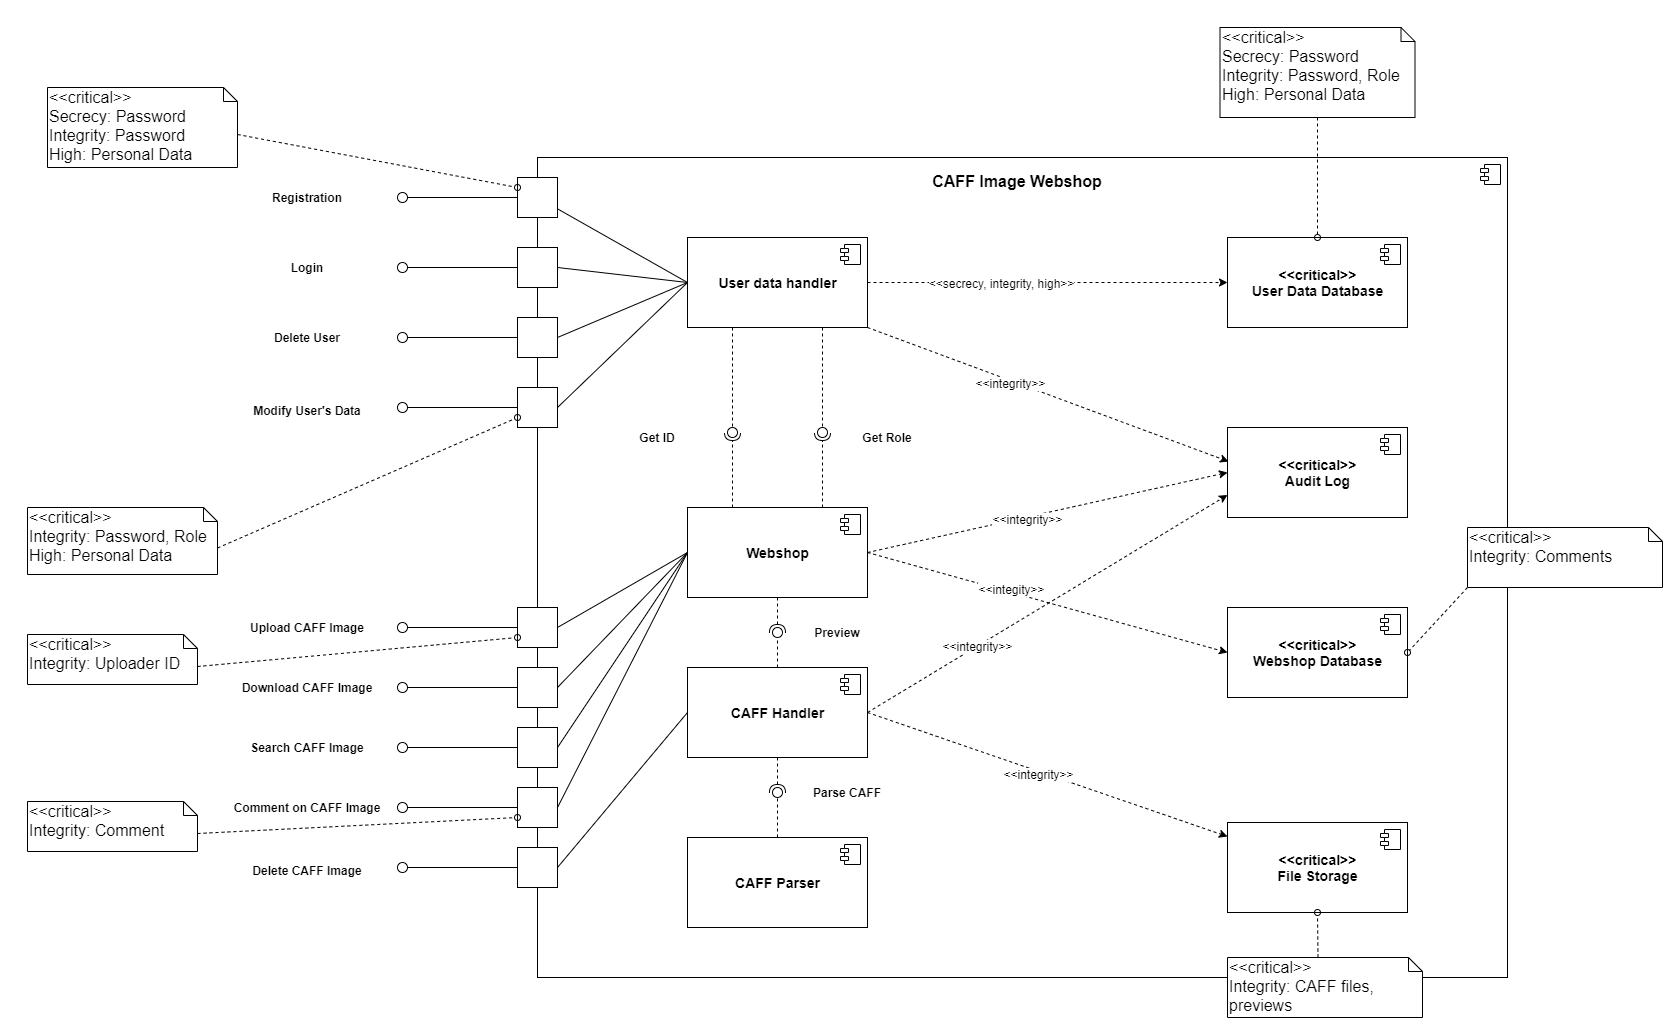 <<critical>>
Secrecy: Password
Integrity: Password, Role
High: Personal Data
<<critical>>
Secrecy: Password
Integrity: Password
High: Personal Data
CAFF Image Webshop
Registration
Login
Delete User
Modify User's Data
User data handler
<<secrecy, integrity, high>>
<<critical>>
User Data Database
<<integrity>>
Get ID
Get Role
<<critical>>
Audit Log
<<critical>>
Integrity: Password, Role
High: Personal Data
<<integrity>>
Webshop
<<critical>>
Integrity: Comments
<<integity>>
Upload CAFF Image
<<critical>>
Integrity: Uploader ID
Preview
<<integrity>>
<<critical>>
Webshop Database
Download CAFF Image
CAFF Handler
Search CAFF Image
<<integrity>>
Comment on CAFF Image
<<critical>>
Integrity: Comment
Parse CAFF
Delete CAFF Image
CAFF Parser
<<critical>>
File Storage
<<critical>>
Integrity: CAFF files,
previews